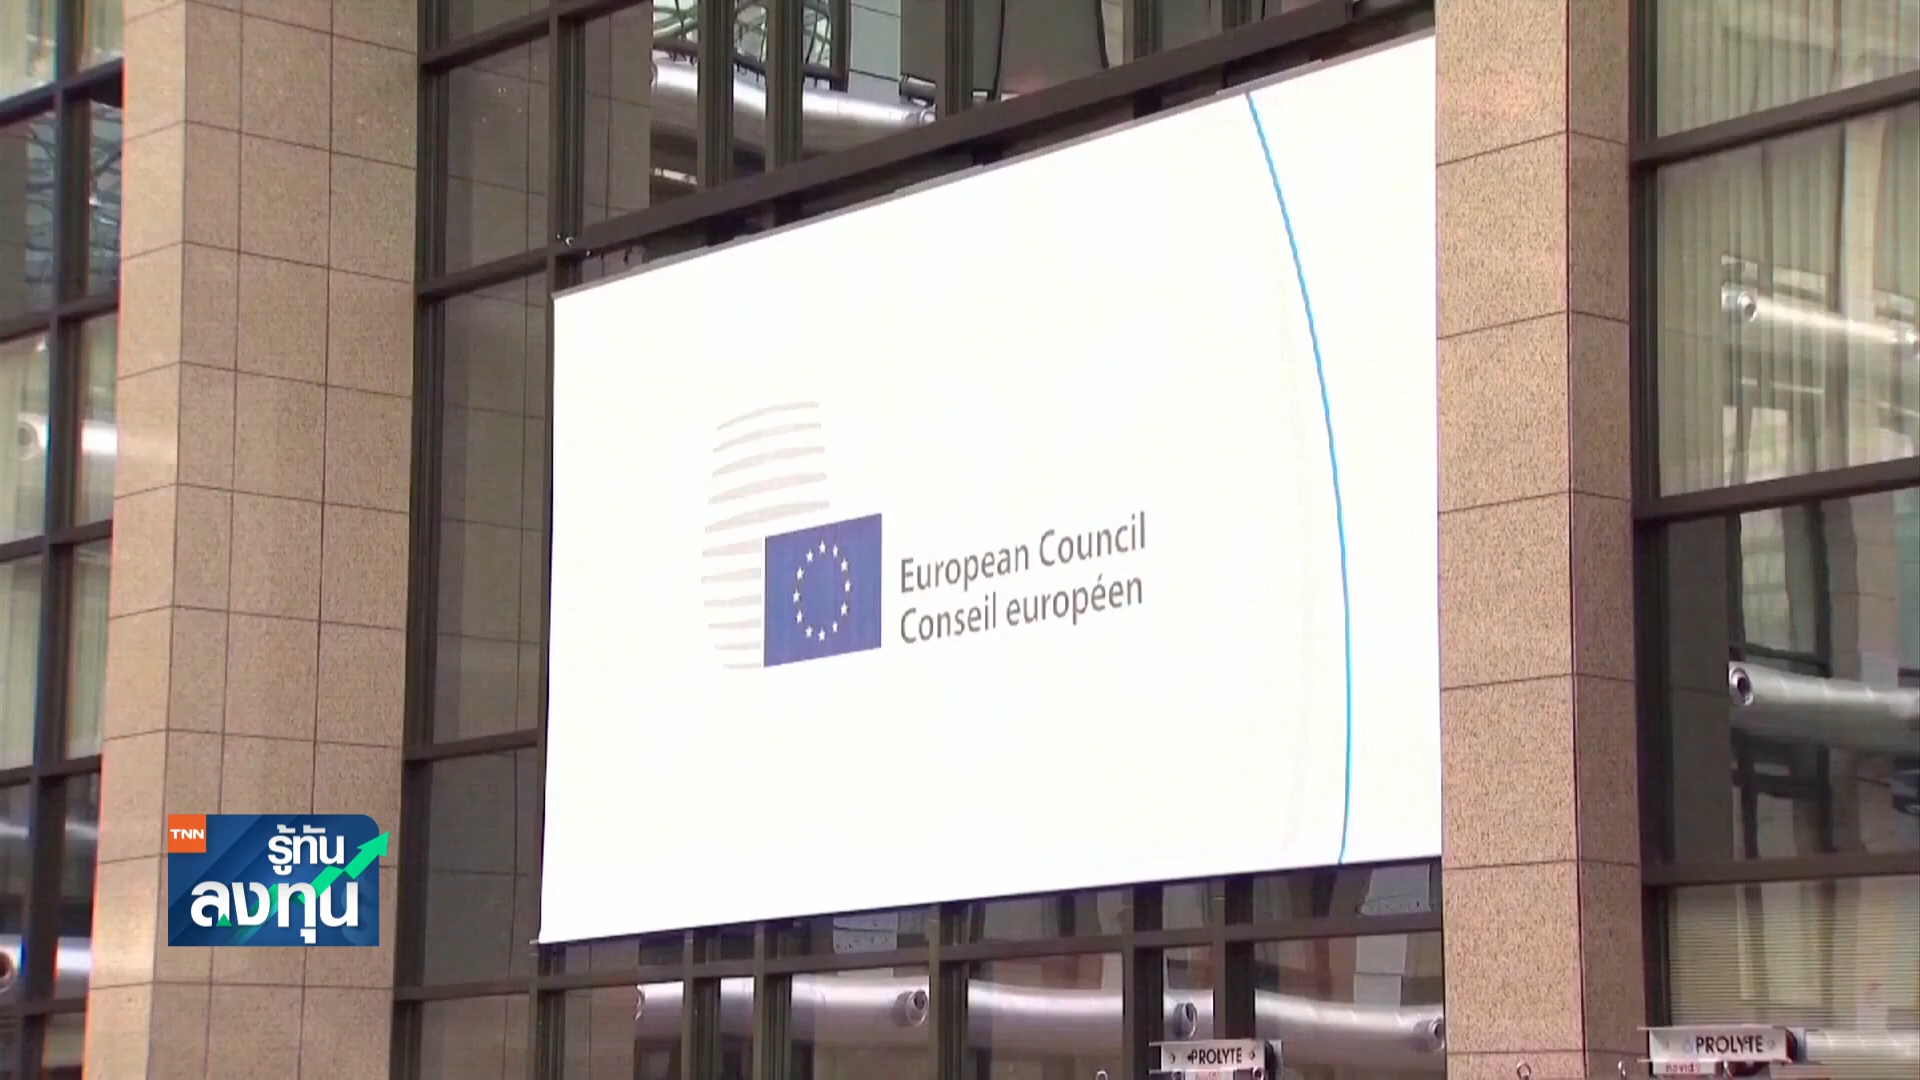 European Council
Conseil européen
TNN
รู้ทัน
ลงทุน
PROLYTE
PROLYTE